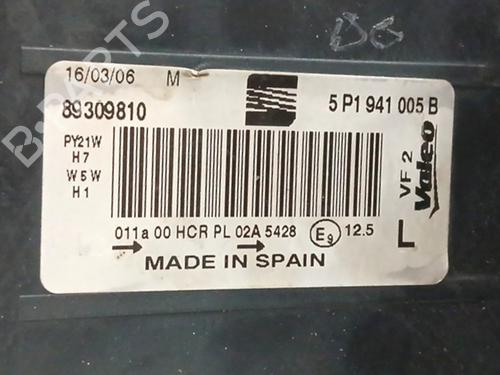 16/03/06 M
89309810
5 P1 941 005 B
PY21W
H7
W5W
H1
VF 2
Valeo
011a 00 HCR PL 02A 5428 E9 12.5
L
MADE IN SPAIN
B-PARTS